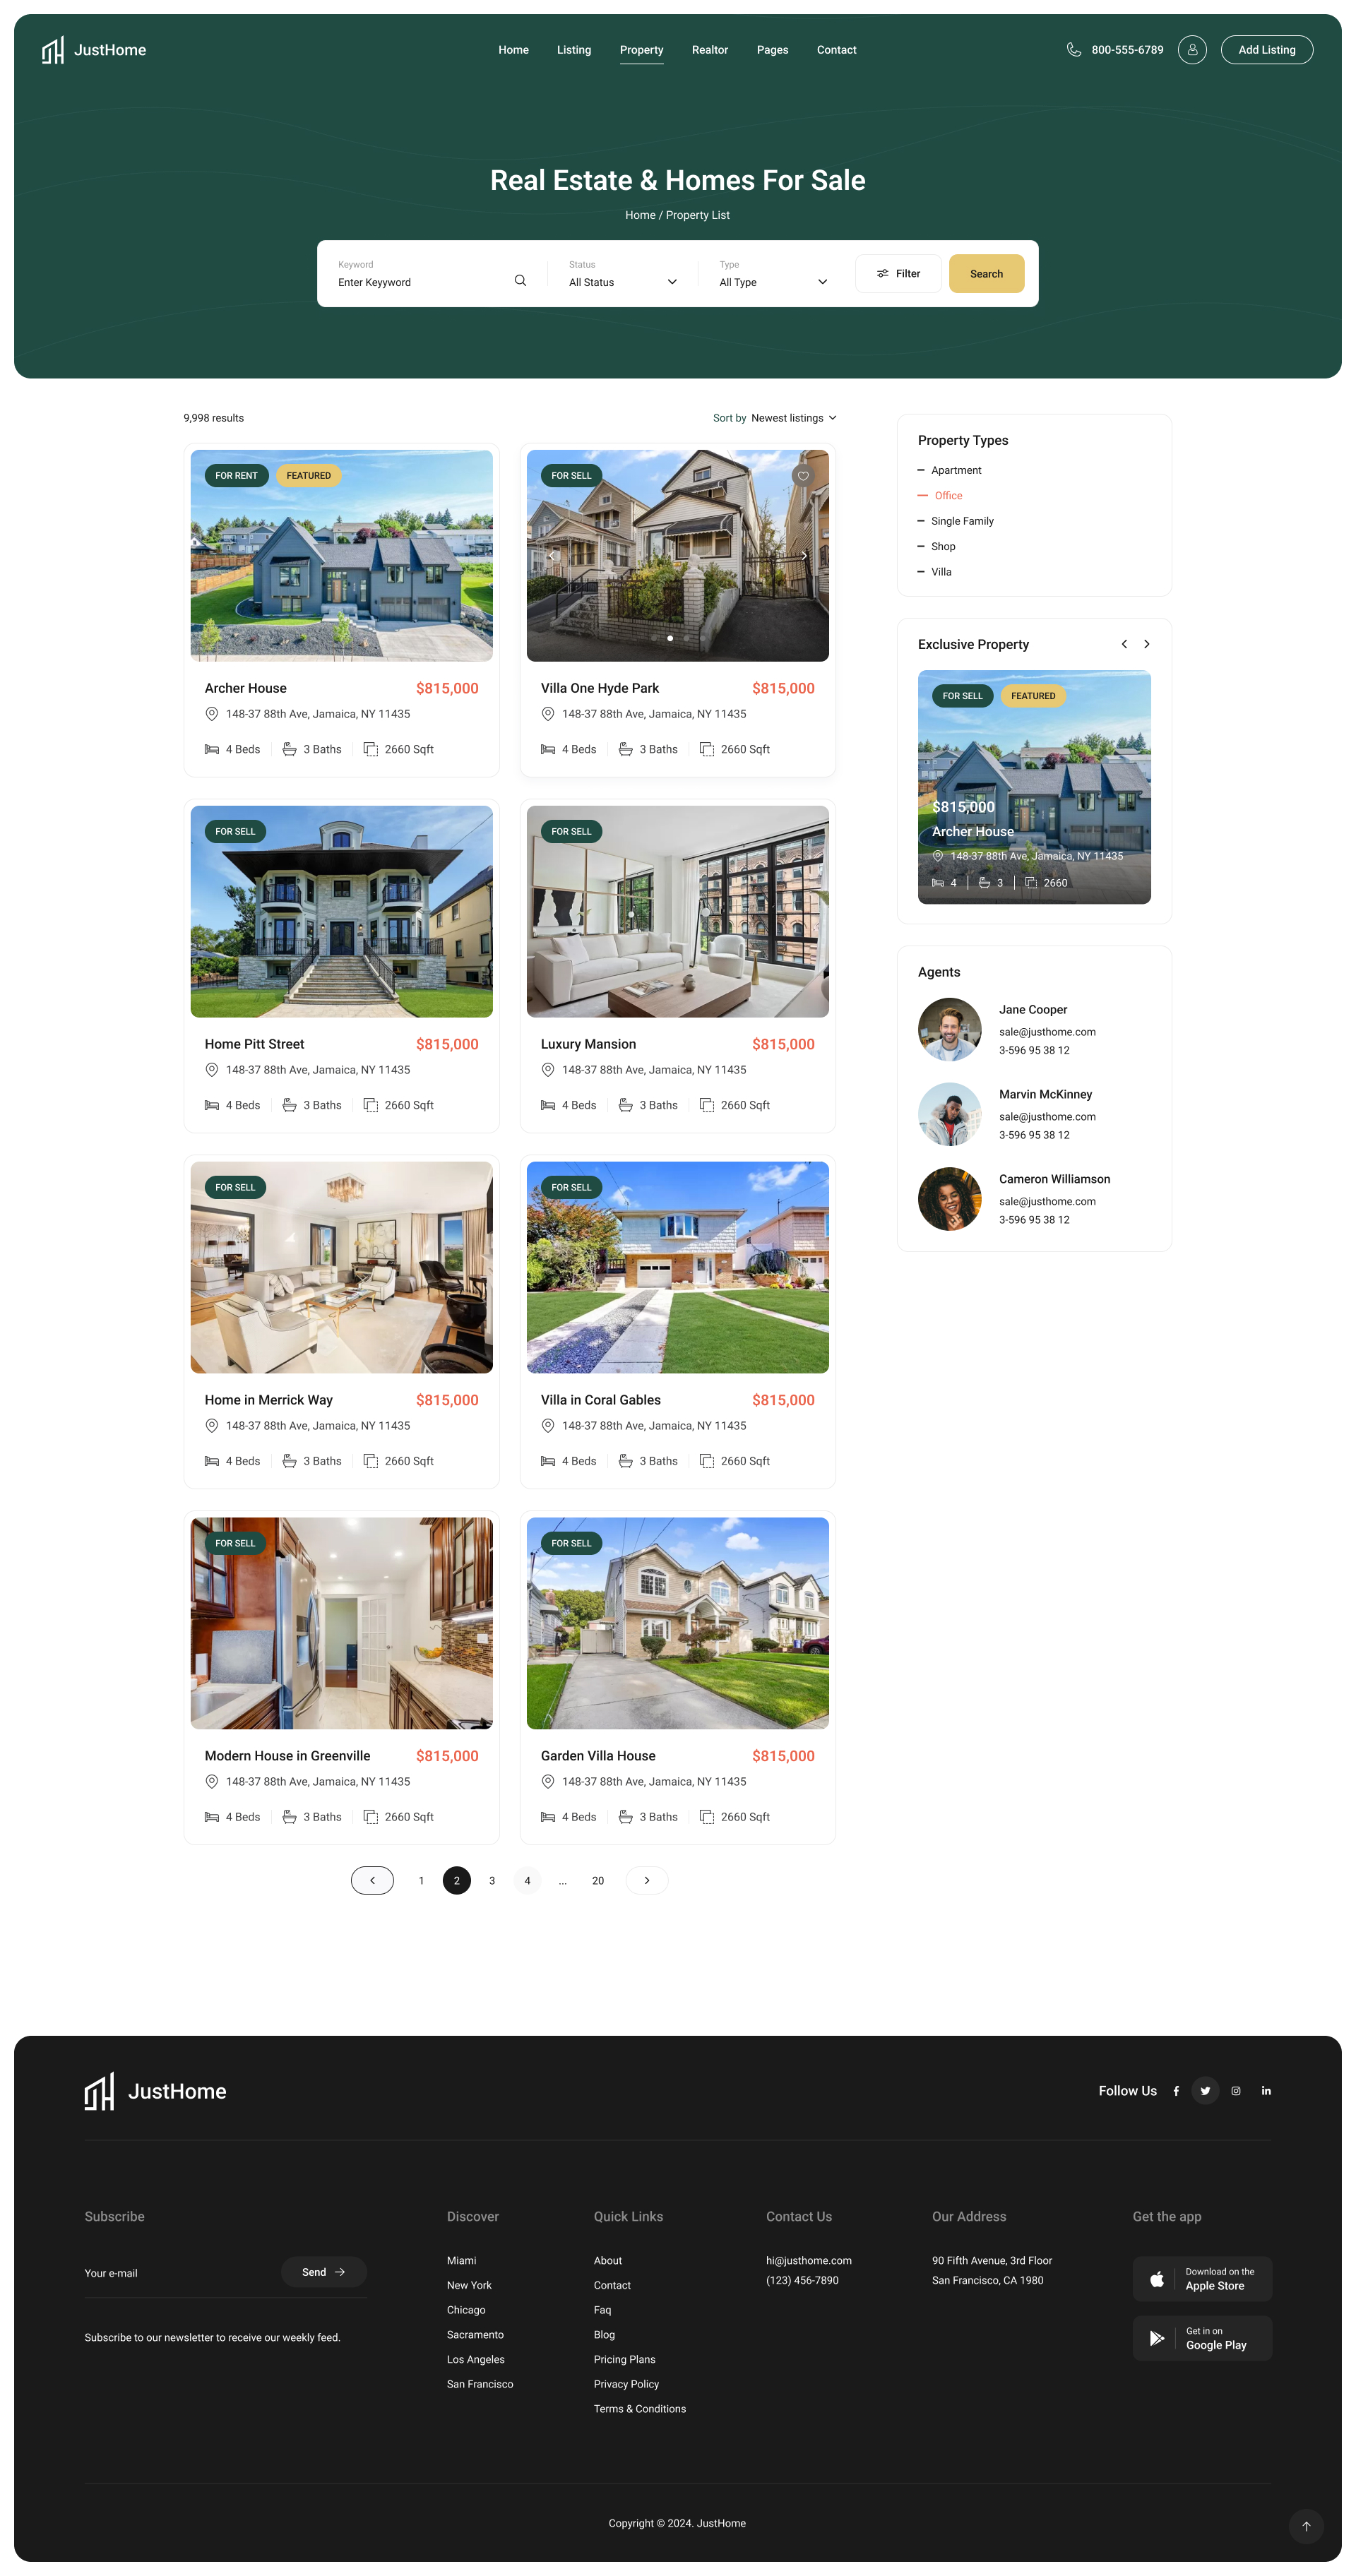 JustHome
Home Listing Property Realtor Pages Contact
800-555-6789
Add Listing
Real Estate & Homes For Sale
Home / Property List
Keyword
Enter Keyyword
Status
All Status
Type
All Type
Filter
Search
9,998 results
Sort by Newest listings
FOR RENT FEATURED
Archer House $815,000
148-37 88th Ave, Jamaica, NY 11435
4 Beds 3 Baths 2660 Sqft
FOR SELL
Villa One Hyde Park $815,000
148-37 88th Ave, Jamaica, NY 11435
4 Beds 3 Baths 2660 Sqft
FOR SELL
Home Pitt Street $815,000
148-37 88th Ave, Jamaica, NY 11435
4 Beds 3 Baths 2660 Sqft
FOR SELL
Luxury Mansion $815,000
148-37 88th Ave, Jamaica, NY 11435
4 Beds 3 Baths 2660 Sqft
FOR SELL
Home in Merrick Way $815,000
148-37 88th Ave, Jamaica, NY 11435
4 Beds 3 Baths 2660 Sqft
FOR SELL
Villa in Coral Gables $815,000
148-37 88th Ave, Jamaica, NY 11435
4 Beds 3 Baths 2660 Sqft
FOR SELL
Modern House in Greenville $815,000
148-37 88th Ave, Jamaica, NY 11435
4 Beds 3 Baths 2660 Sqft
FOR SELL
Garden Villa House $815,000
148-37 88th Ave, Jamaica, NY 11435
4 Beds 3 Baths 2660 Sqft
1 2 3 4 ... 20
Property Types
Apartment
Office
Single Family
Shop
Villa
Exclusive Property
FOR SELL FEATURED
$815,000
Archer House
148-37 88th Ave, Jamaica, NY 11435
4 3 2660
Agents
Jane Cooper
sale@justhome.com
3-596 95 38 12
Marvin McKinney
sale@justhome.com
3-596 95 38 12
Cameron Williamson
sale@justhome.com
3-596 95 38 12
JustHome
Follow Us
Subscribe
Your e-mail
Send
Subscribe to our newsletter to receive our weekly feed.
Discover
Miami
New York
Chicago
Sacramento
Los Angeles
San Francisco
Quick Links
About
Contact
Faq
Blog
Pricing Plans
Privacy Policy
Terms & Conditions
Contact Us
hi@justhome.com
(123) 456-7890
Our Address
90 Fifth Avenue, 3rd Floor
San Francisco, CA 1980
Get the app
Download on the
Apple Store
Get in on
Google Play
Copyright © 2024. JustHome